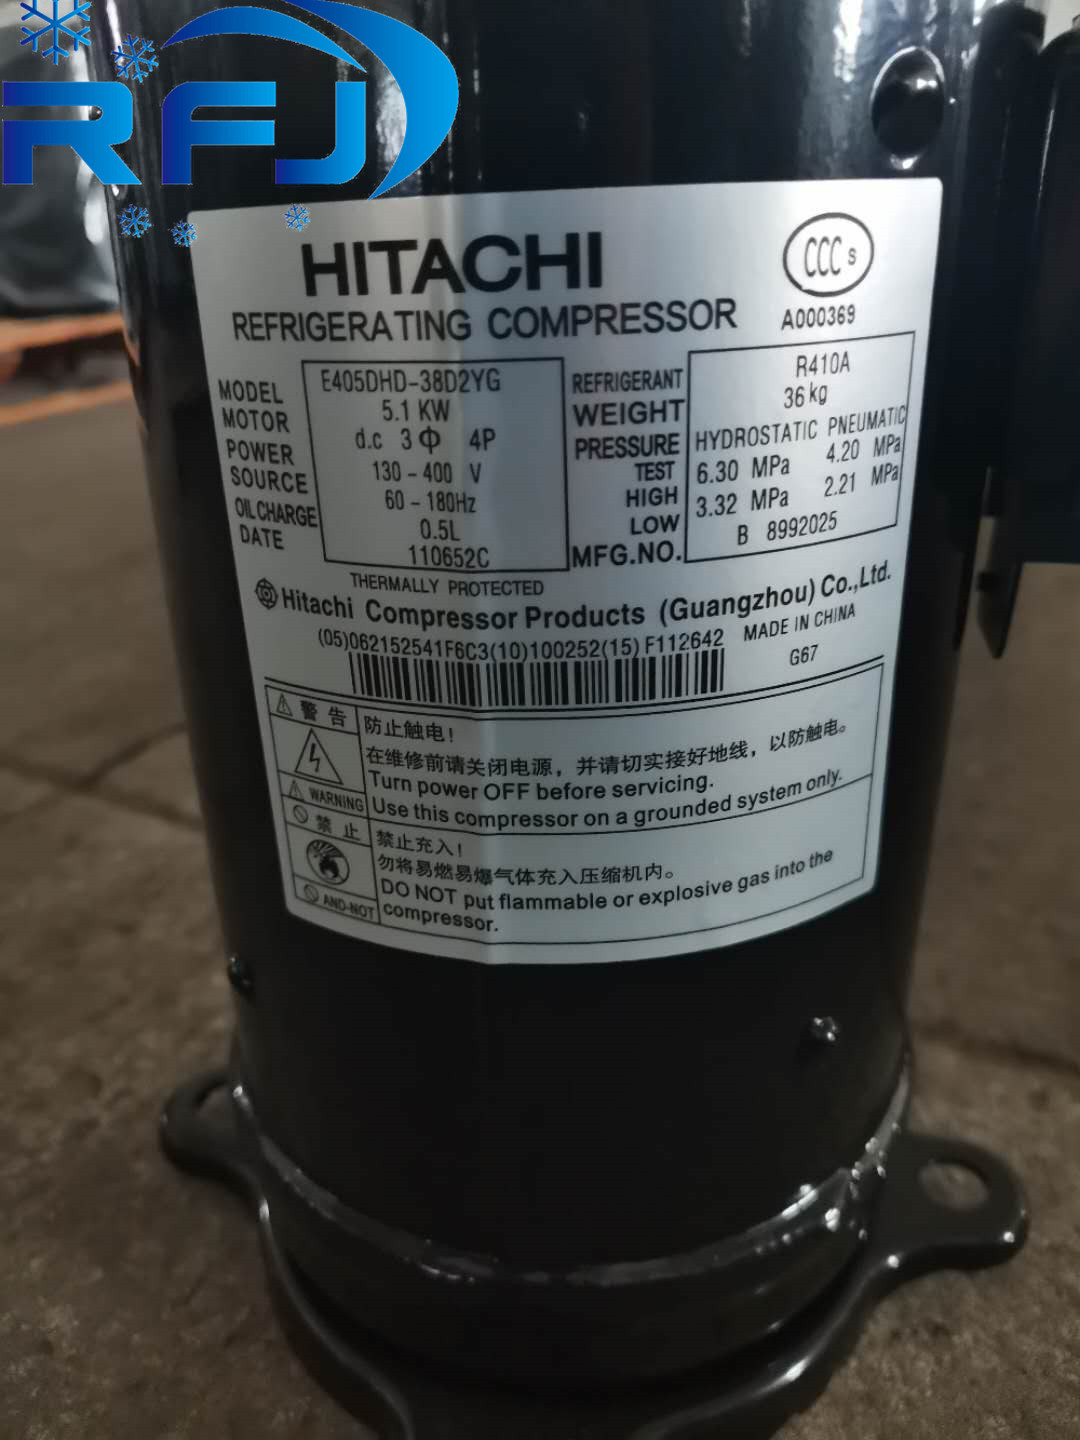 RFJ
HITACHI
CCC S
REFRIGERATING COMPRESSOR
A000369
MODEL E405DHD-38D2YG
MOTOR 5.1 KW
POWER d.c 3Φ 4P
SOURCE 130-400 V
60-180Hz
OIL CHARGE 0.5L
DATE 110652C
REFRIGERANT R410A
WEIGHT 36 kg
PRESSURE HYDROSTATIC PNEUMATIC
TEST
HIGH 6.30 MPa 4.20 MPa
LOW 3.32 MPa 2.21 MPa
MFG.NO. B 8992025
THERMALLY PROTECTED
Hitachi Compressor Products (Guangzhou) Co.,Ltd.
(05)062152541F6C3(10)100252(15)F112642
MADE IN CHINA
G67
警告
防止触电!
在维修前请关闭电源，并请切实接好地线，以防触电。
Turn power OFF before servicing.
WARNING
Use this compressor on a grounded system only.
禁止
禁止充入!
勿将易燃易爆气体充入压缩机内。
DO NOT put flammable or explosive gas into the
AND-NOT
compressor.